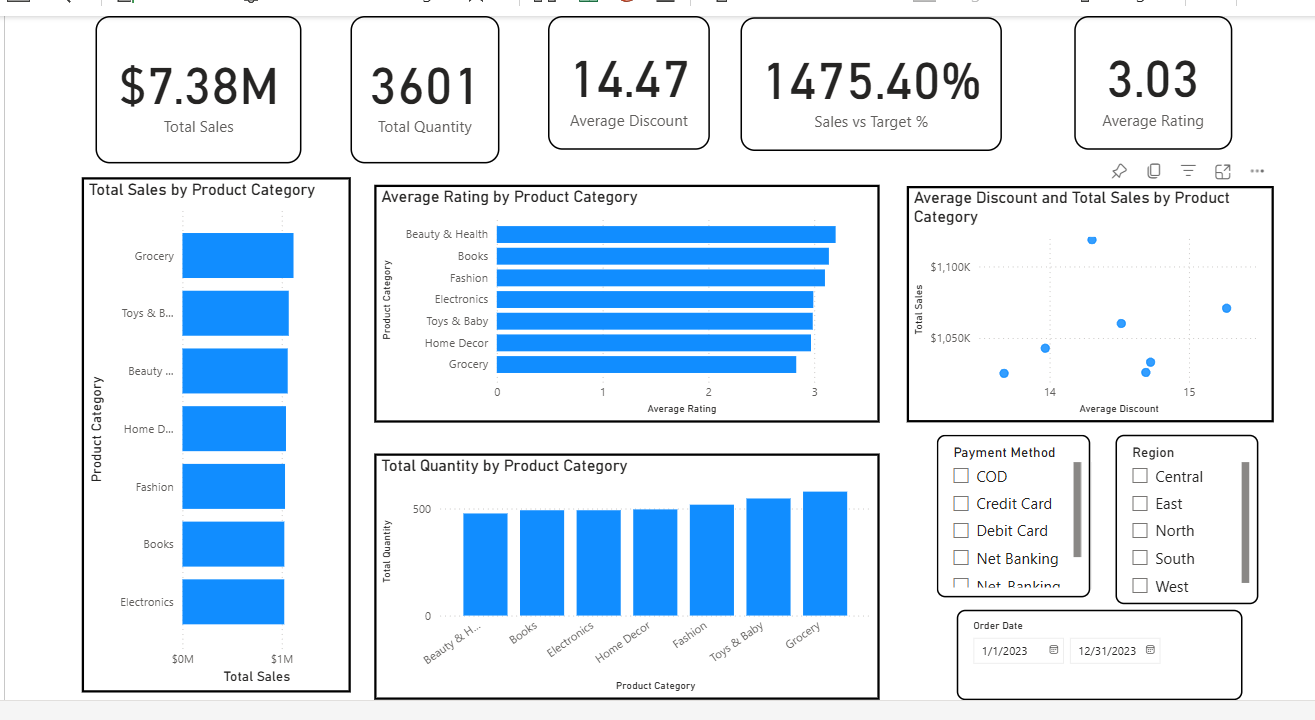 $7.38M
Total Sales
3601
Total Quantity
14.47
Average Discount
1475.40%
Sales vs Target %
3.03
Average Rating
Total Sales by Product Category
Product Category
Grocery
Toys & B...
Beauty ...
Home D...
Fashion
Books
Electronics
$0M
$1M
Total Sales
Average Rating by Product Category
Product Category
Beauty & Health
Books
Fashion
Electronics
Toys & Baby
Home Decor
Grocery
0
1
2
3
Average Rating
Average Discount and Total Sales by Product
Category
Total Sales
$1,100K
$1,050K
14
15
Average Discount
Total Quantity by Product Category
Total Quantity
500
0
Beauty & H...
Books
Electronics
Home Decor
Fashion
Toys & Baby
Grocery
Product Category
Payment Method
COD
Credit Card
Debit Card
Net Banking
Net_Banking
Region
Central
East
North
South
West
Order Date
1/1/2023
12/31/2023